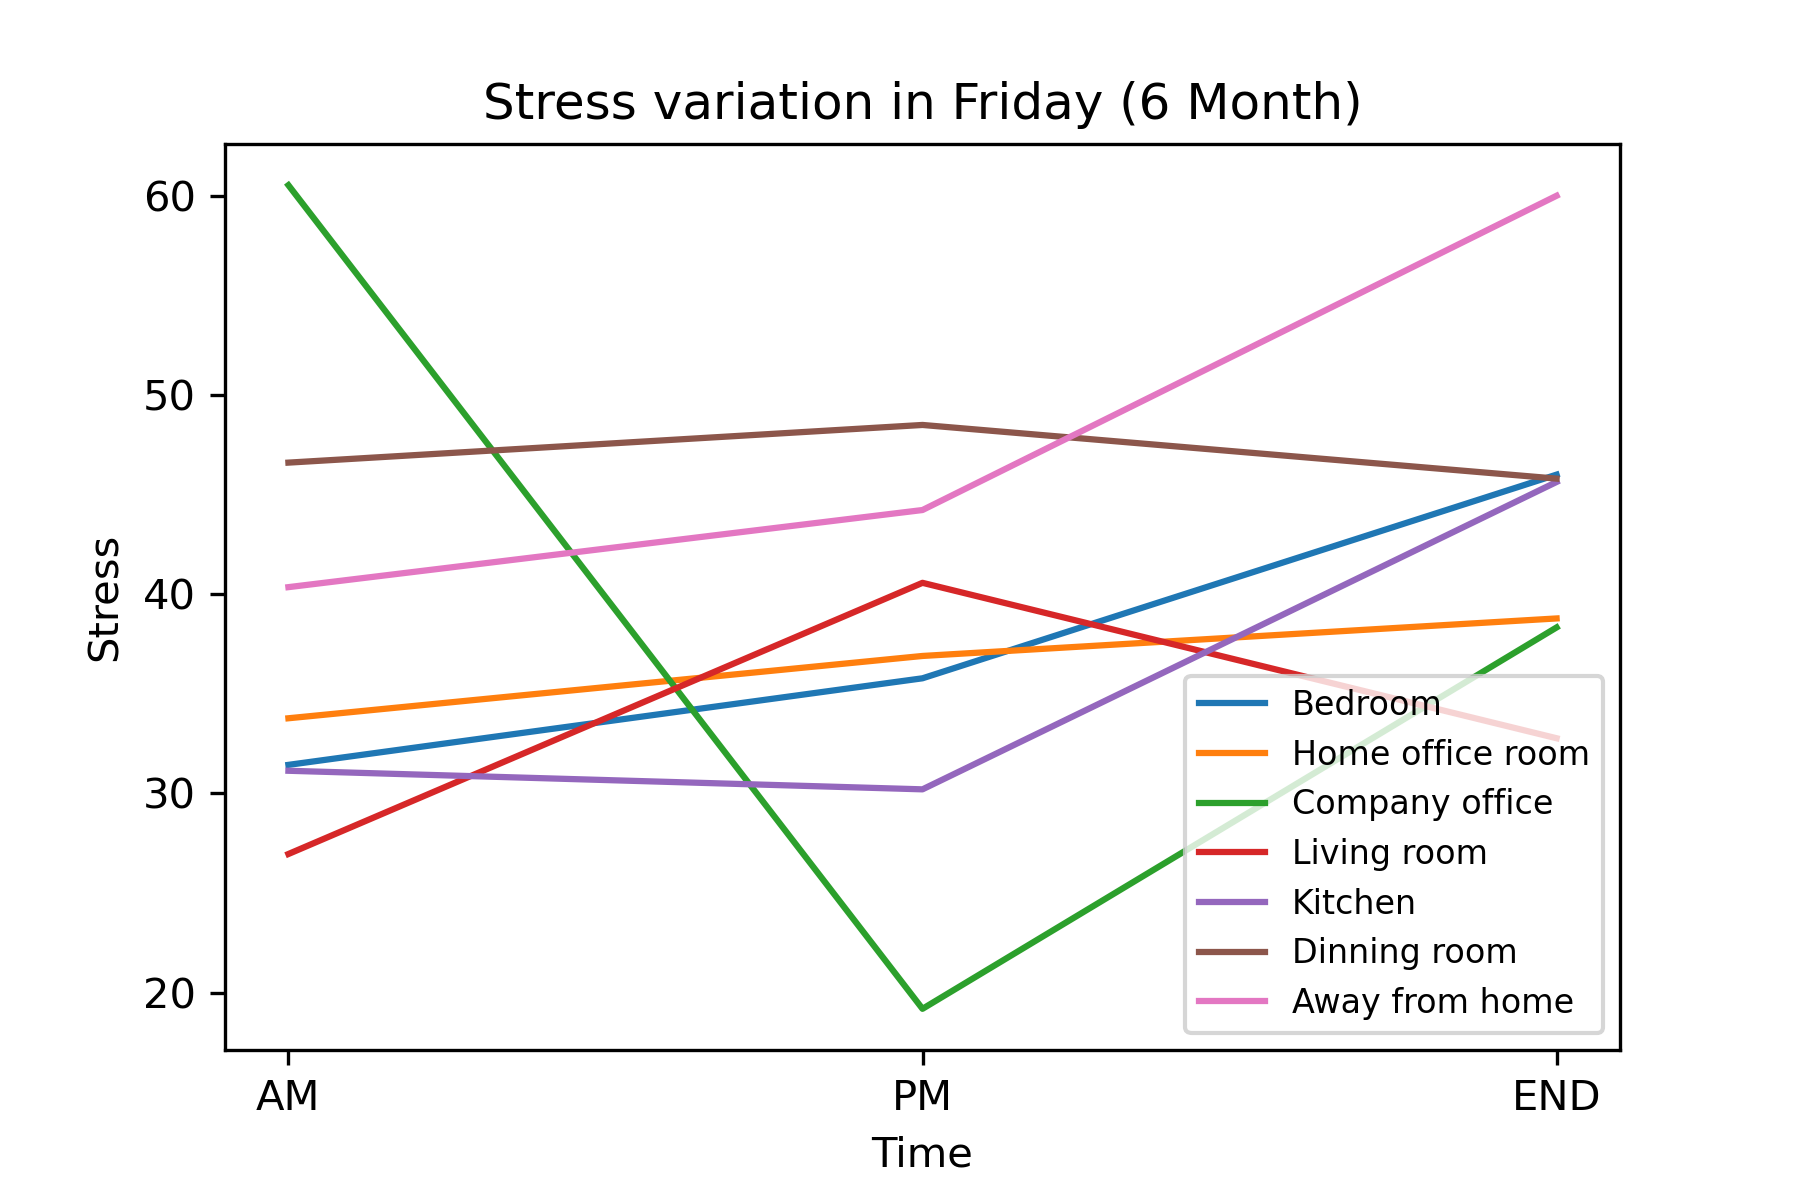 Stress variation in Friday (6 Month)
60
50
40
30
20
Stress
AM
PM
END
Time
Bedroom
Home office room
Company office
Living room
Kitchen
Dinning room
Away from home